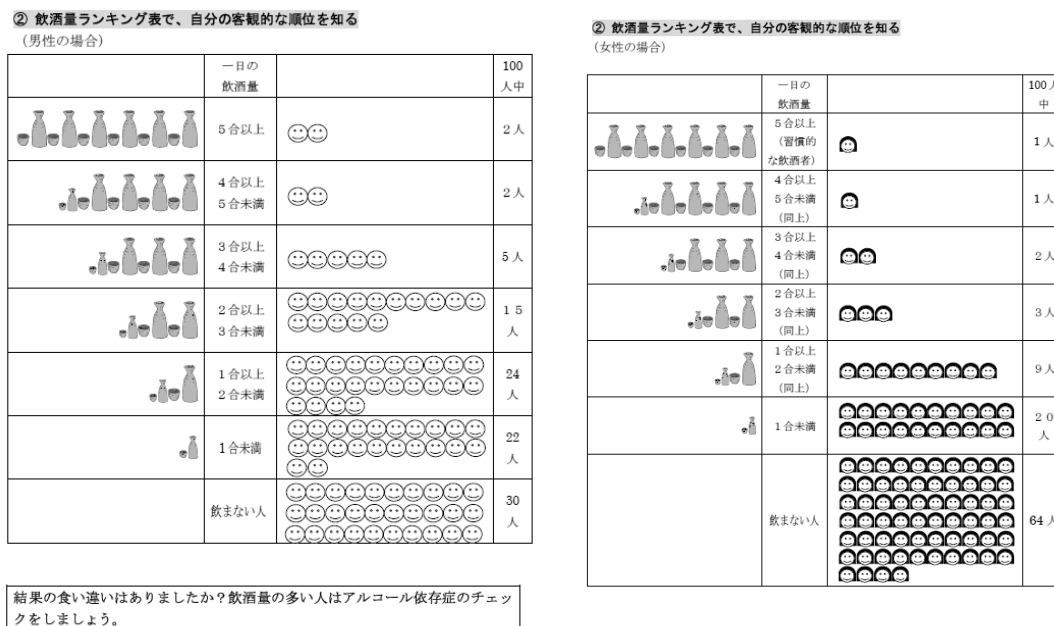 ② 飲酒量ランキング表で、自分の客観的な順位を知る
(男性の場合)
一日の
飲酒量
100
人中
5合以上
2人
4合以上
5合未満
2人
3合以上
4合未満
5人
2合以上
3合未満
15
人
1合以上
2合未満
24
人
1合未満
22
人
飲まない人
30
人
結果の食い違いはありましたか?飲酒量の多い人はアルコール依存症のチェッ
クをしましょう。
② 飲酒量ランキング表で、自分の客観的な順位を知る
(女性の場合)
一日の
飲酒量
100人
中
5合以上
(習慣的
な飲酒者)
1人
4合以上
5合未満
(同上)
1人
3合以上
4合未満
(同上)
2人
2合以上
3合未満
(同上)
3人
1合以上
2合未満
(同上)
9人
1合未満
20
人
飲まない人
64人